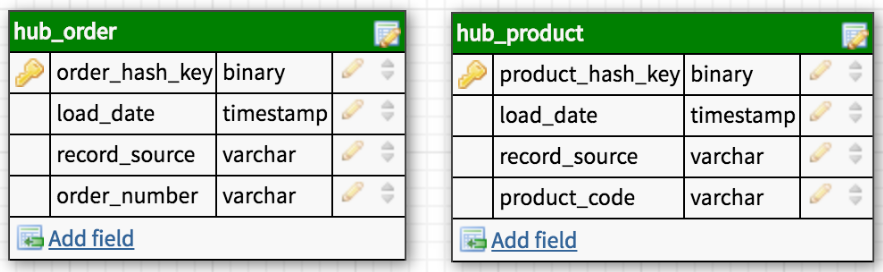 hub_order
order_hash_key binary
load_date timestamp
record_source varchar
order_number varchar
Add field
hub_product
product_hash_key binary
load_date timestamp
record_source varchar
product_code varchar
Add field